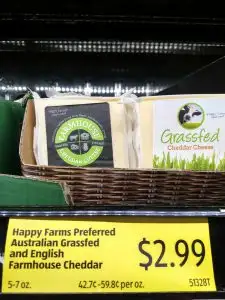 FARMHOUSE
Grassfed
Cheddar Cheese
Happy Farms Preferred
Australian Grassfed
and English
Farmhouse Cheddar
$2.99
5-7 oz.
42.7¢-59.8¢ per oz.
51328T